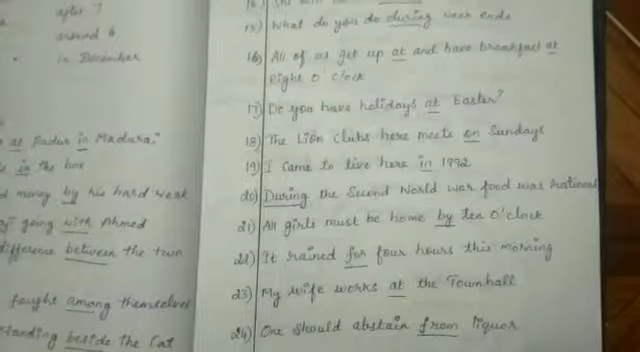 after 7
around 6
in December
at Padur in Madurai
in the box
money by his hard work
going with Ahmed
difference between the two
fought among themselves
standing beside the Cat
15) What do you do during week ends
16) All of us get up at and have breakfast at
eight O'clock
17) Do you have holidays at Easter?
18) The Lion Clubs here meets on Sundays
19) I came to live here in 1992
20) During the Second World war food was rationed
21) All girls must be home by ten O'clock
22) It rained for four hours this morning
23) My wife works at the Townhall
24) One should abstain from liquor